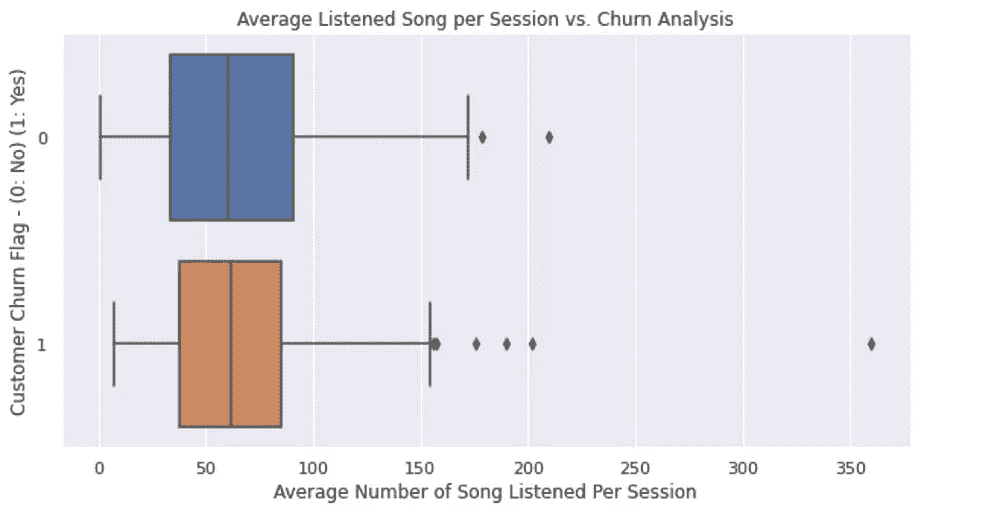 Average Listened Song per Session vs. Churn Analysis
Customer Churn Flag - (0: No) (1: Yes)
0
1
0 50 100 150 200 250 300 350
Average Number of Song Listened Per Session